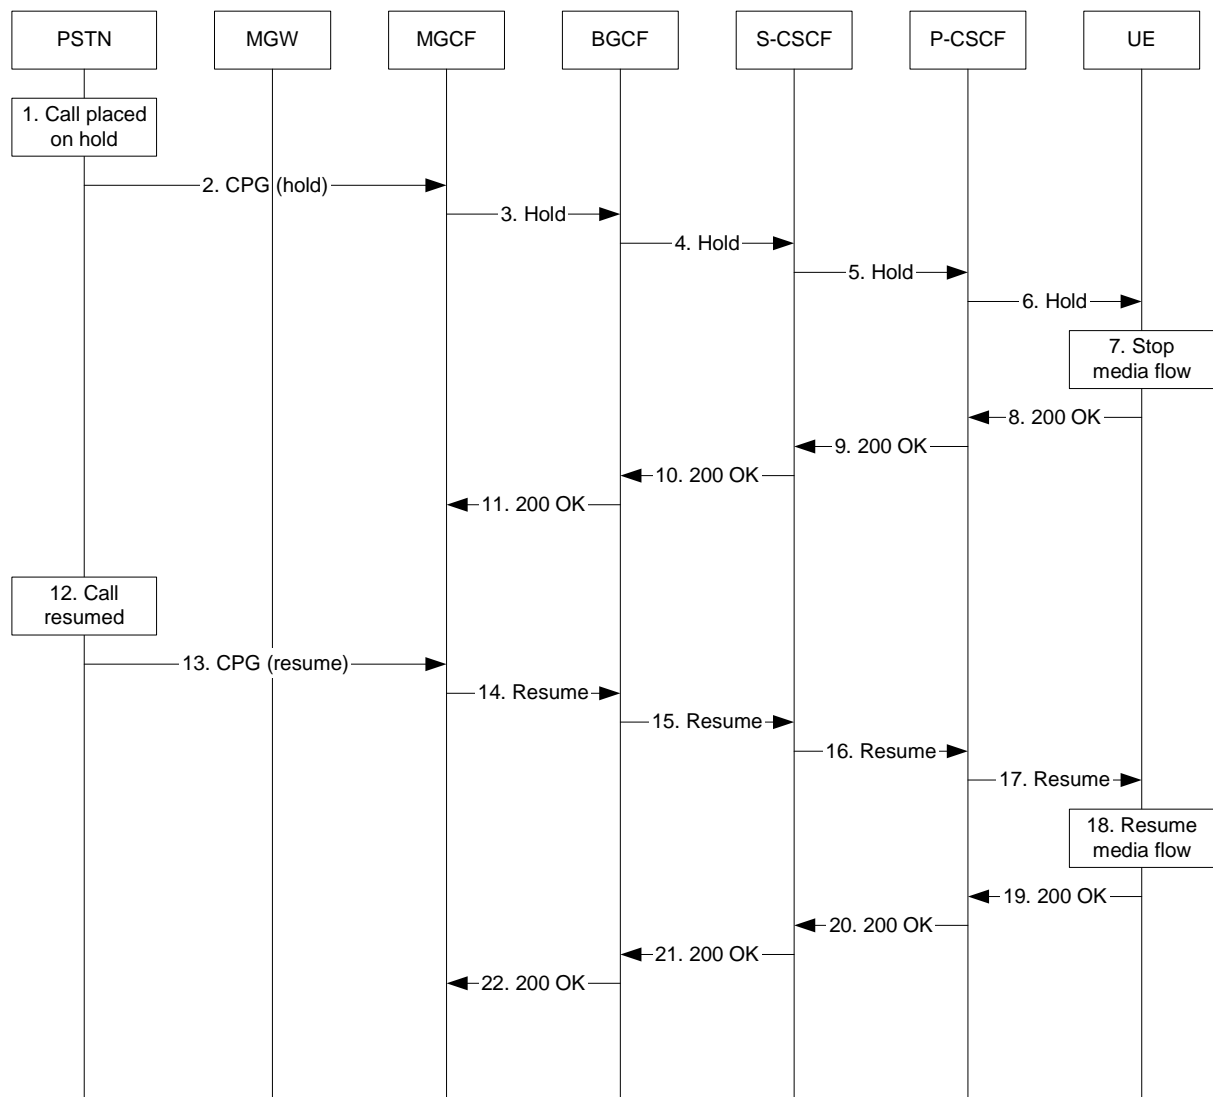 PSTN
MGW
MGCF
BGCF
S-CSCF
P-CSCF
UE
1. Call placed
on hold
2. CPG (hold)
3. Hold
4. Hold
5. Hold
6. Hold
7. Stop
media flow
8. 200 OK
9. 200 OK
10. 200 OK
11. 200 OK
12. Call
resumed
13. CPG (resume)
14. Resume
15. Resume
16. Resume
17. Resume
18. Resume
media flow
19. 200 OK
20. 200 OK
21. 200 OK
22. 200 OK